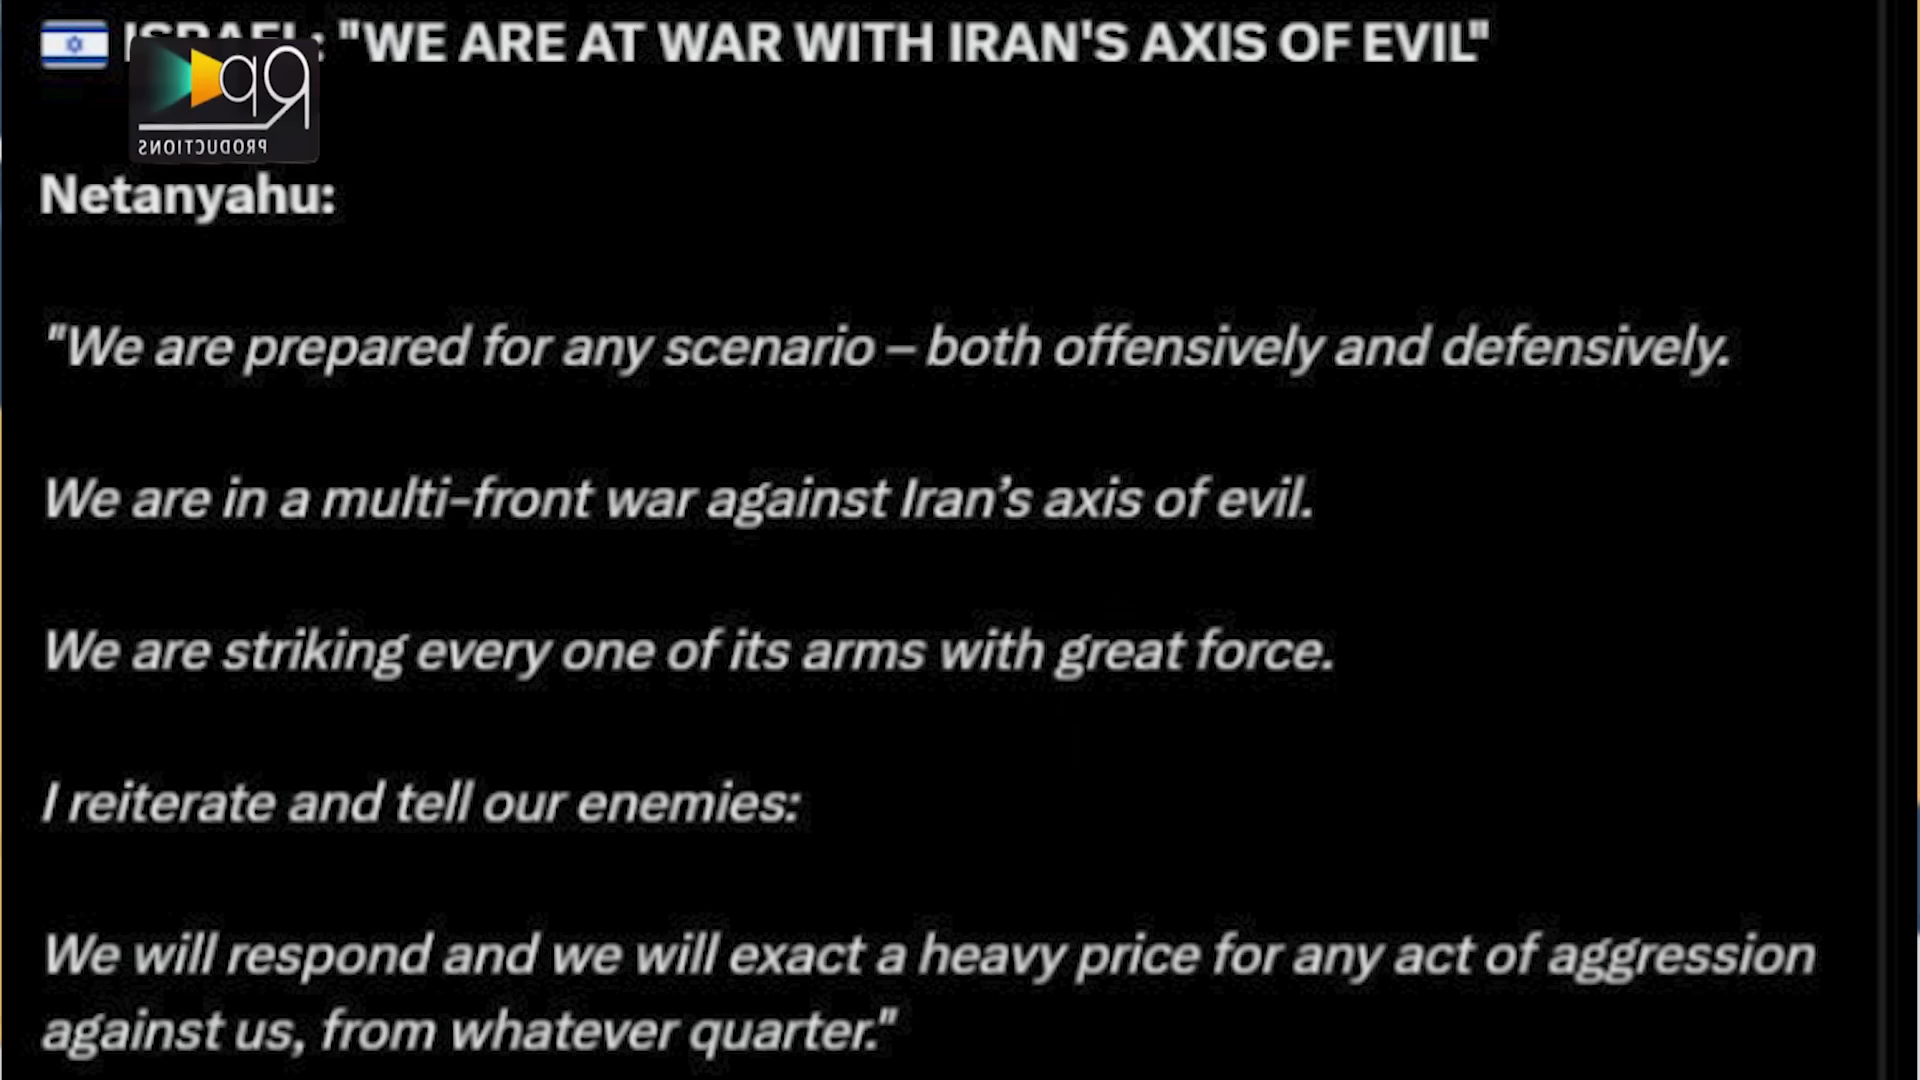 ISRAEL: "WE ARE AT WAR WITH IRAN'S AXIS OF EVIL"
PRODUCTIONS
Netanyahu:
"We are prepared for any scenario – both offensively and defensively.
We are in a multi-front war against Iran’s axis of evil.
We are striking every one of its arms with great force.
I reiterate and tell our enemies:
We will respond and we will exact a heavy price for any act of aggression
against us, from whatever quarter."